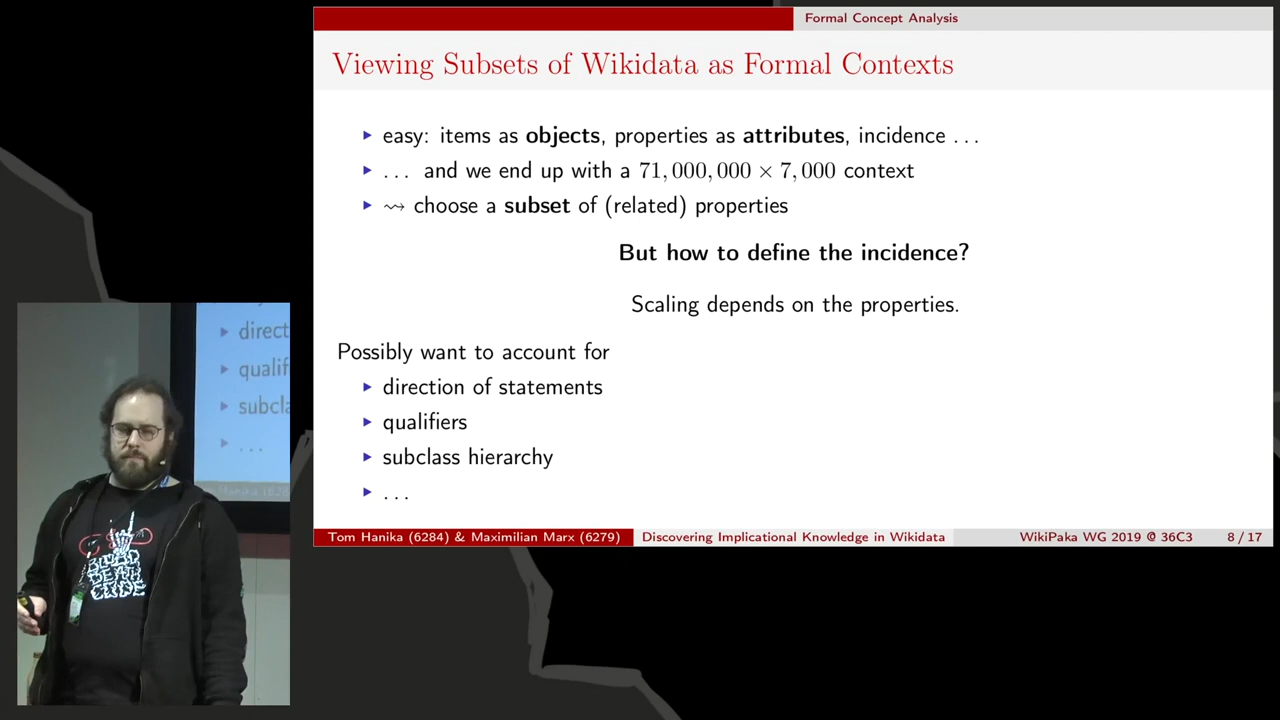 Formal Concept Analysis
Viewing Subsets of Wikidata as Formal Contexts
▸ easy: items as objects, properties as attributes, incidence ...
▸ ... and we end up with a 71,000,000 × 7,000 context
▸ ⇝ choose a subset of (related) properties
But how to define the incidence?
Scaling depends on the properties.
Possibly want to account for
▸ direction of statements
▸ qualifiers
▸ subclass hierarchy
▸ ...
Tom Hanika (6284) & Maximilian Marx (6279) Discovering Implicational Knowledge in Wikidata WikiPaka WG 2019 @ 36C3 8 / 17
▸ direct
▸ qualif
▸ subcla
▸ ...
BLOOD
DEATH
CODE